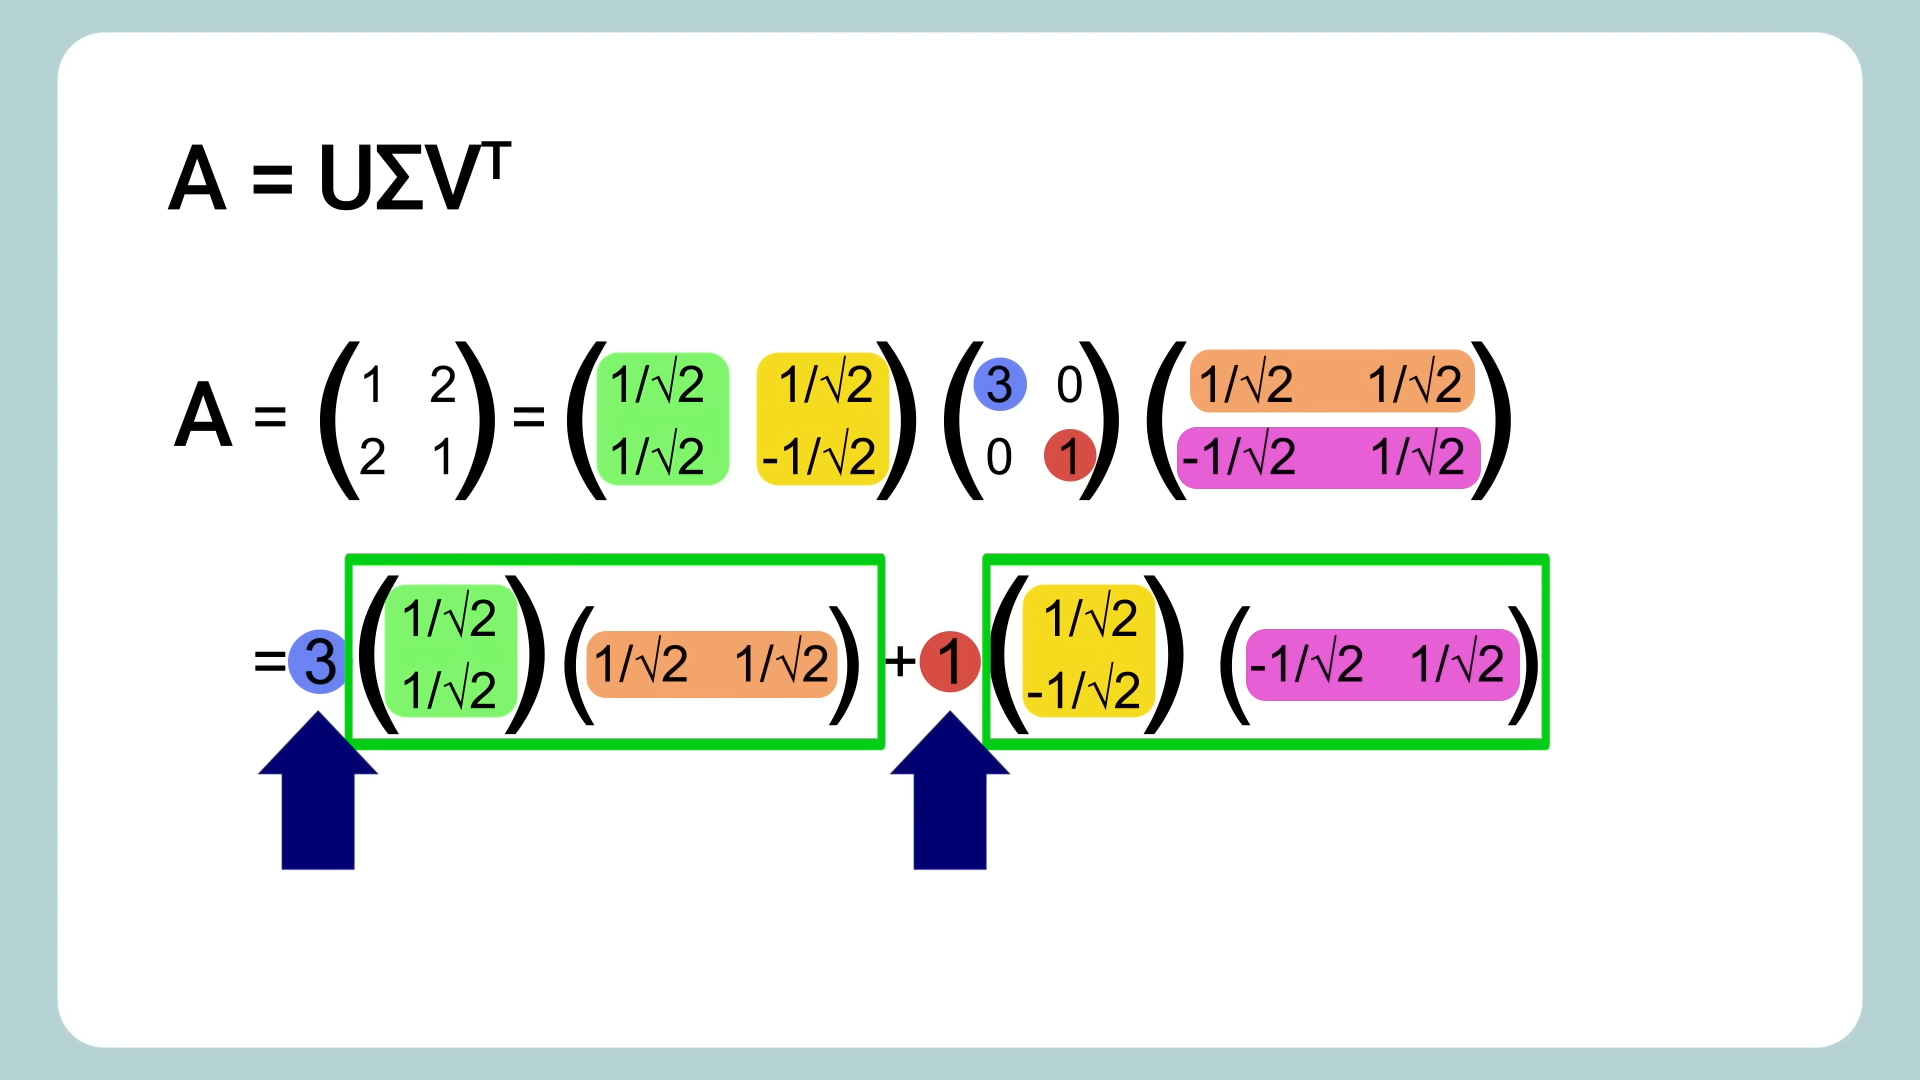 A = UΣVᵀ
1 2 1/√2 1/√2 3 0 1/√2 1/√2
A = ( ) = ( ) ( ) ( )
2 1 1/√2 -1/√2 0 1 -1/√2 1/√2
1/√2 1/√2
=3 ( ) (1/√2 1/√2) +1 ( ) (-1/√2 1/√2)
1/√2 -1/√2